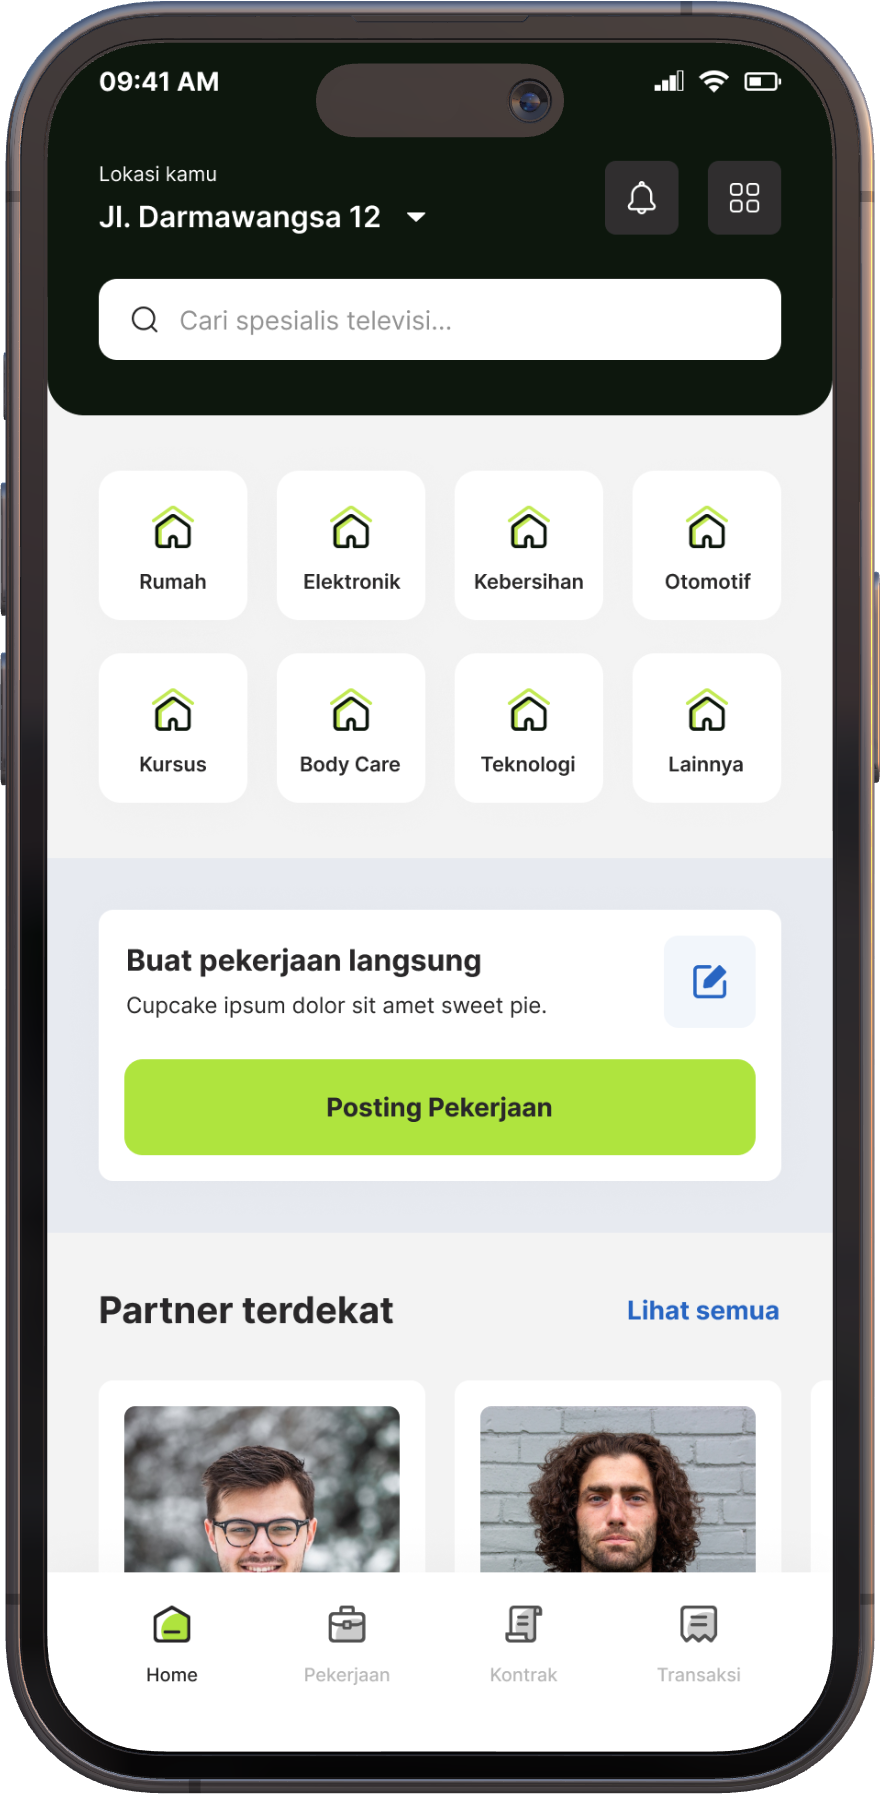 09:41 AM
Lokasi kamu
Jl. Darmawangsa 12
Cari spesialis televisi...
Rumah
Elektronik
Kebersihan
Otomotif
Kursus
Body Care
Teknologi
Lainnya
Buat pekerjaan langsung
Cupcake ipsum dolor sit amet sweet pie.
Posting Pekerjaan
Partner terdekat
Lihat semua
Home
Pekerjaan
Kontrak
Transaksi